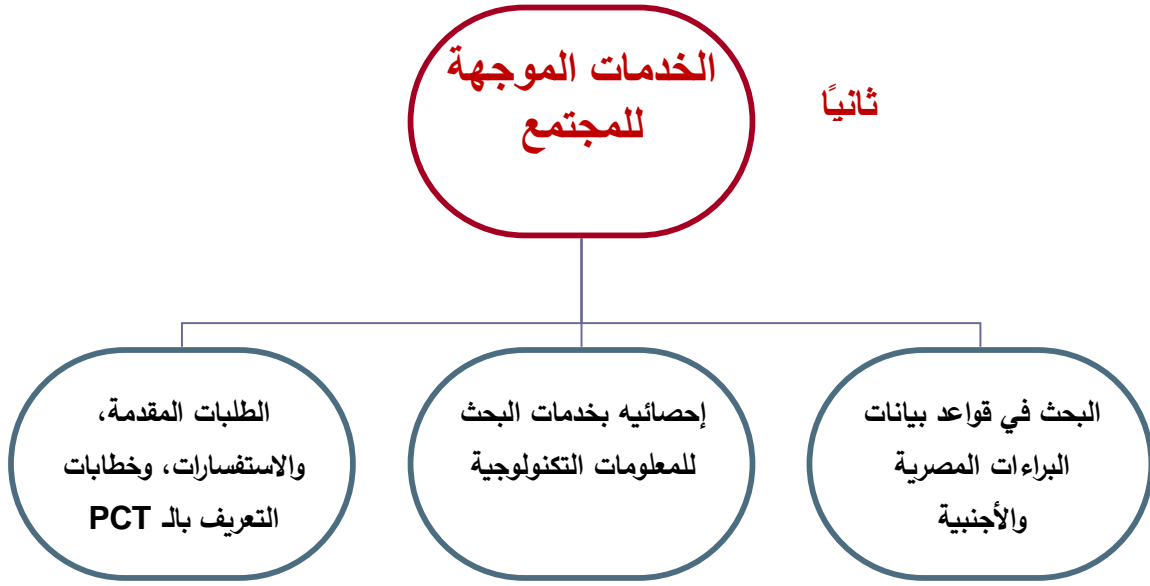 ثانيًا
الخدمات الموجهة
للمجتمع
البحث في قواعد بيانات
البراءات المصرية
والأجنبية
إحصائيه بخدمات البحث
للمعلومات التكنولوجية
الطلبات المقدمة،
والاستفسارات، وخطابات
التعريف بالـ PCT